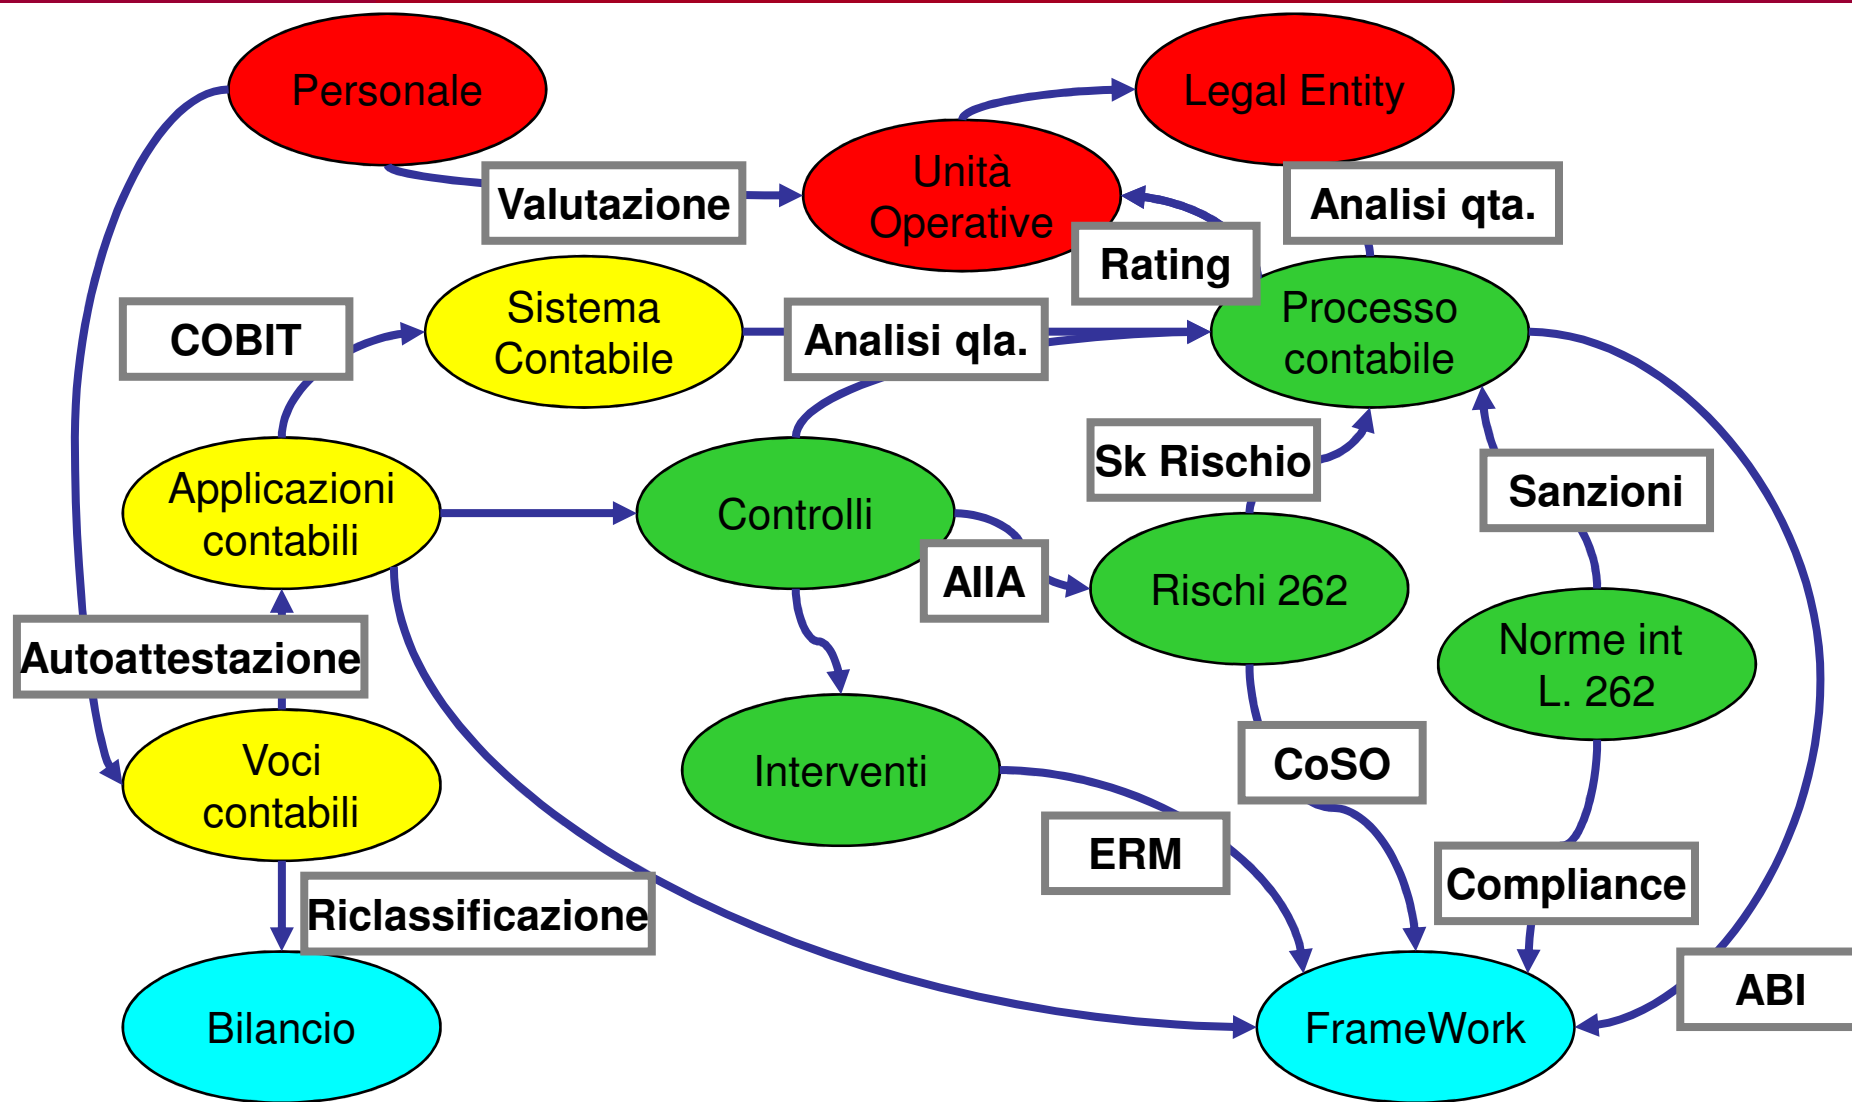 Personale
Legal Entity
Unità
Operative
Valutazione
Analisi qta.
Rating
COBIT
Sistema
Contabile
Analisi qla.
Processo
contabile
Sk Rischio
Sanzioni
Applicazioni
contabili
Controlli
AIIA
Rischi 262
Norme int
L. 262
Autoattestazione
Voci
contabili
Interventi
CoSO
ERM
Compliance
Riclassificazione
ABI
Bilancio
FrameWork